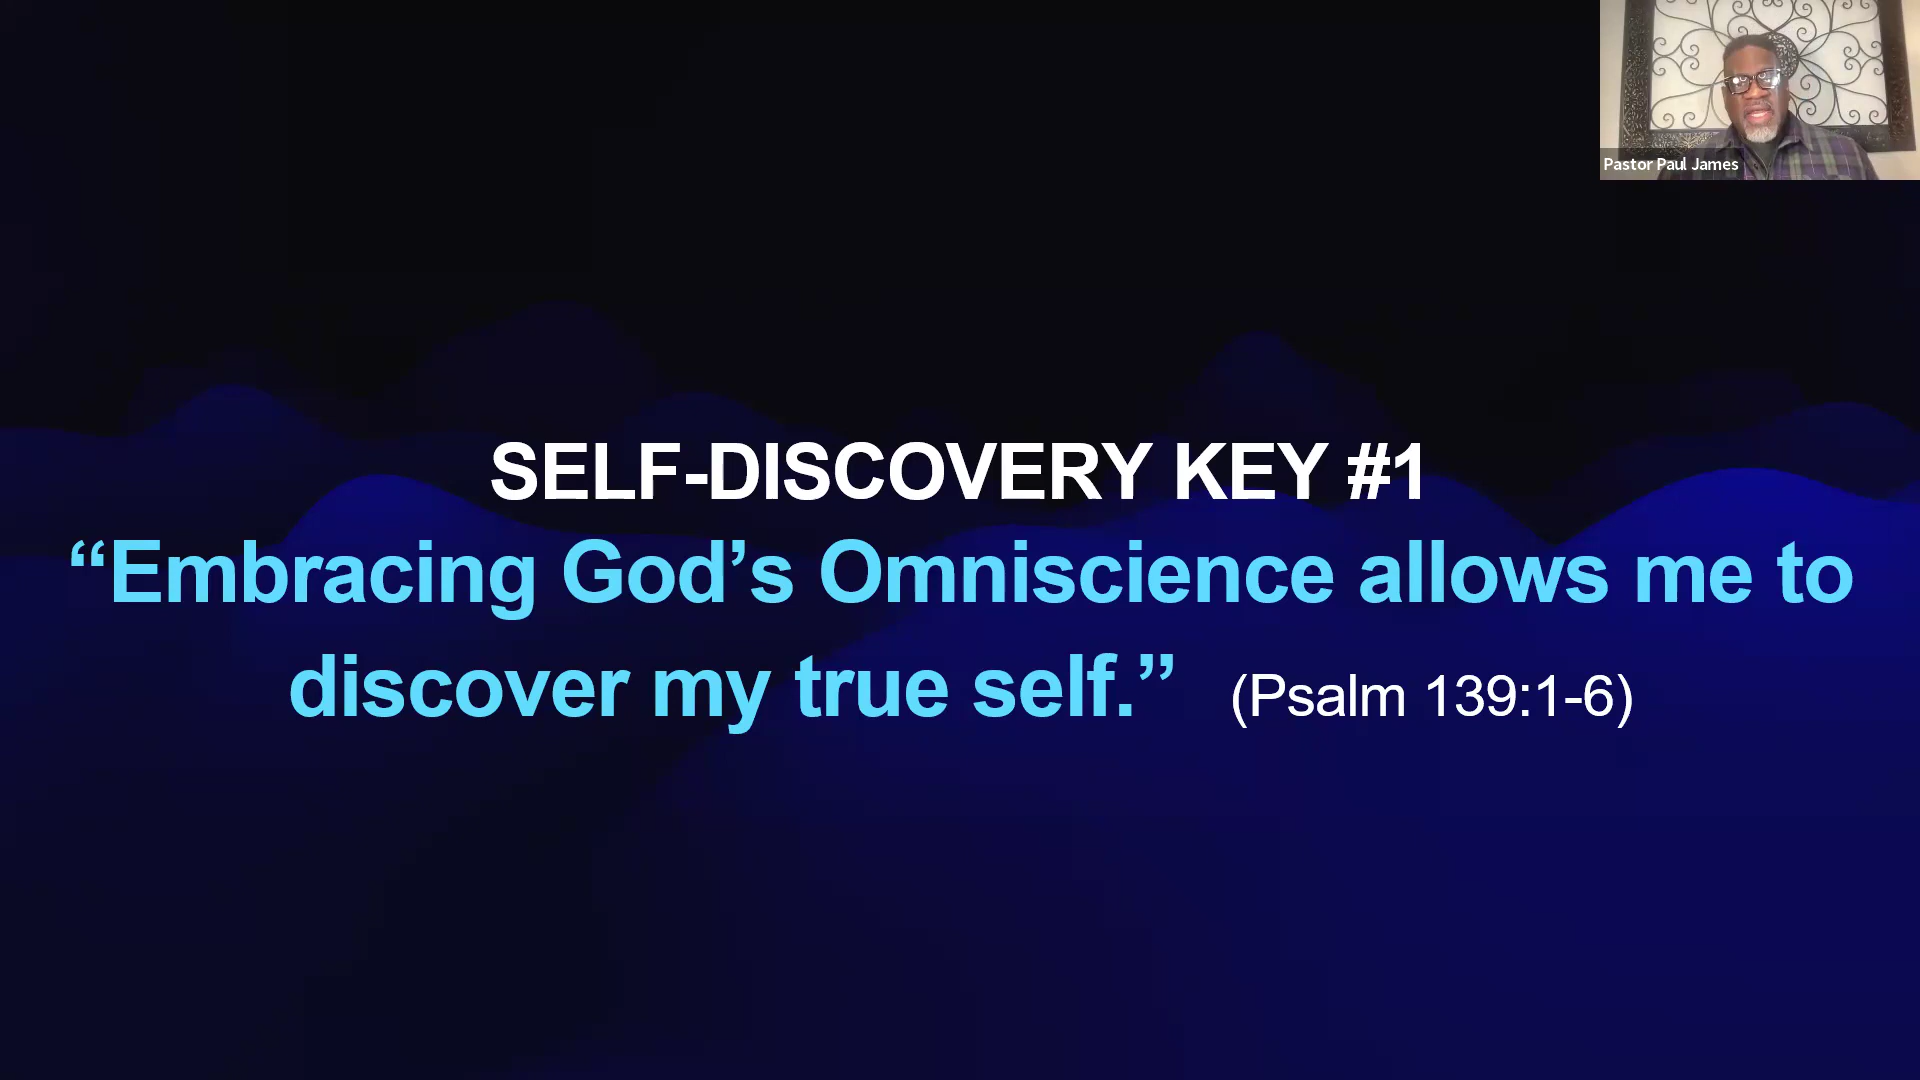 Pastor Paul James
SELF-DISCOVERY KEY #1
“Embracing God’s Omniscience allows me to
discover my true self.” (Psalm 139:1-6)